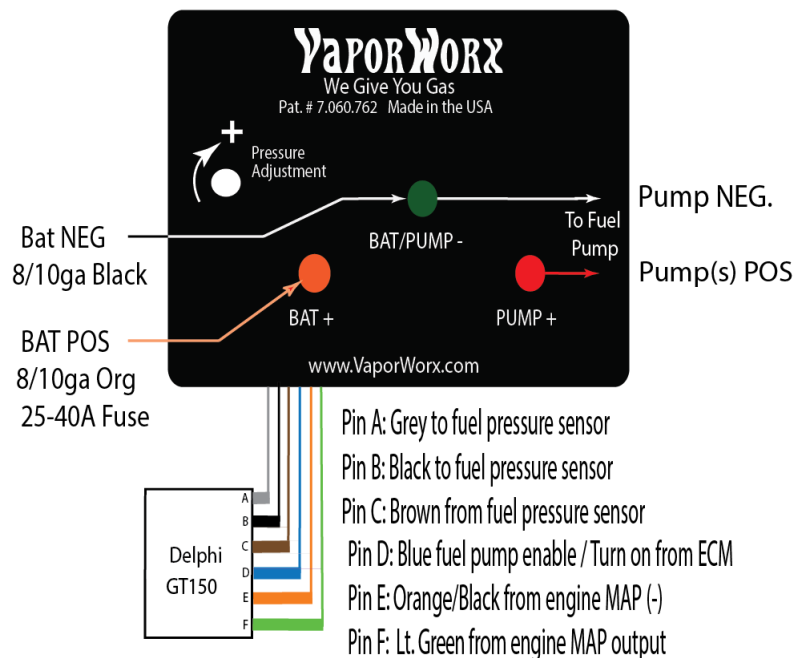 VaporWorx
We Give You Gas
Pat. # 7.060.762 Made in the USA
+
Pressure
Adjustment
Bat NEG
8/10ga Black
BAT/PUMP -
To Fuel
Pump
Pump NEG.
Pump(s) POS
BAT POS
8/10ga Org
25-40A Fuse
BAT +
PUMP +
www.VaporWorx.com
Delphi
GT150
A
B
C
D
E
F
Pin A: Grey to fuel pressure sensor
Pin B: Black to fuel pressure sensor
Pin C: Brown from fuel pressure sensor
Pin D: Blue fuel pump enable / Turn on from ECM
Pin E: Orange/Black from engine MAP (-)
Pin F: Lt. Green from engine MAP output